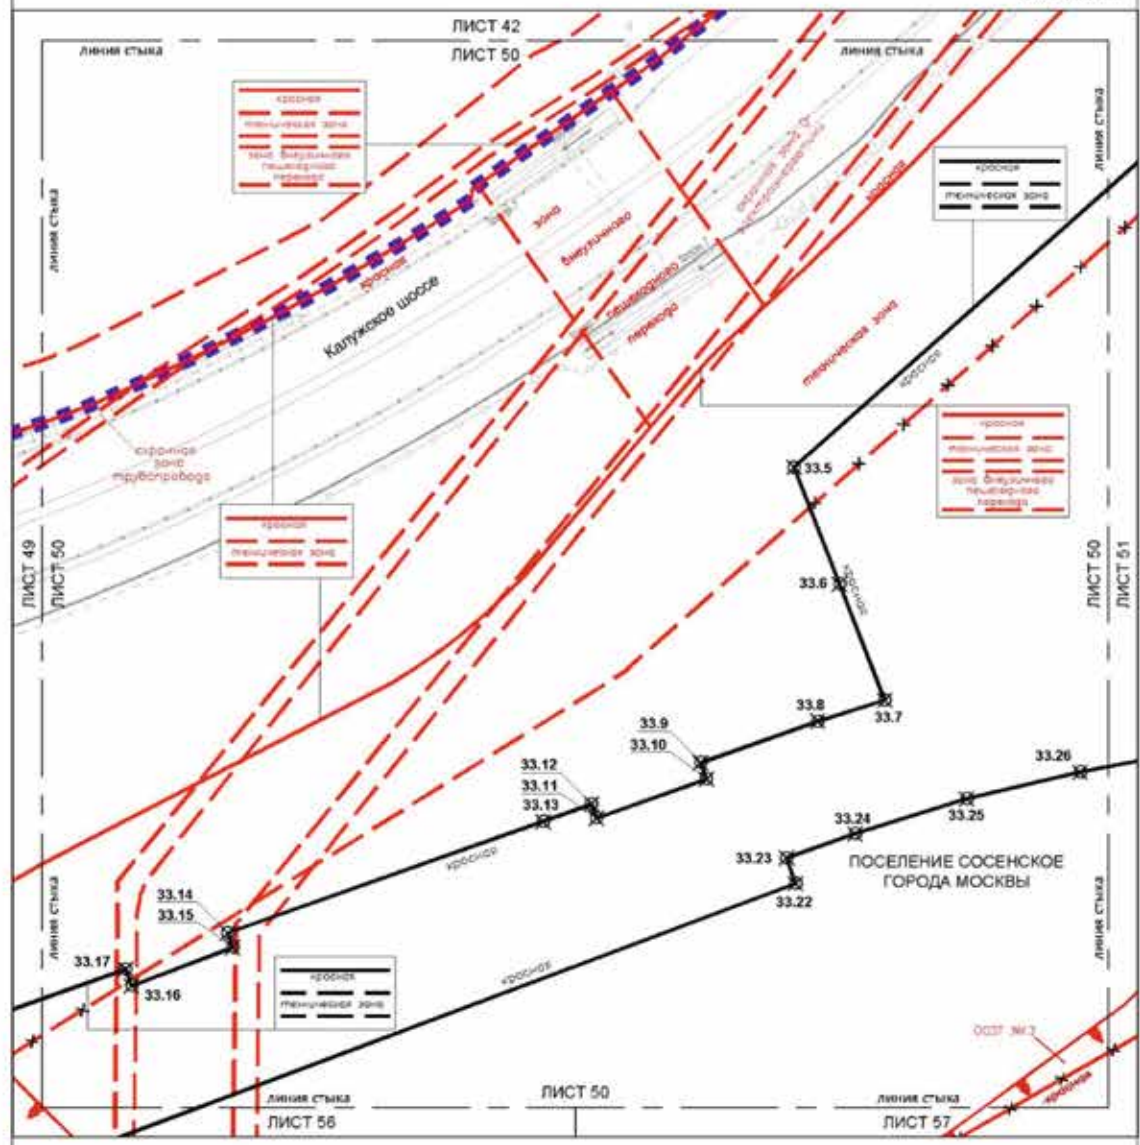 ЛИСТ 42
линия стыка
ЛИСТ 50
линия стыка
линия стыка
линия стыка
красная
техническая зона
зона внеуличного
пешеходного
перехода
красная
техническая зона
красная
зона
внеуличного
пешеходного
перехода
красная
Калужское шоссе
техническая зона
красная
охранная
зона
трубопровода
красная
техническая зона
зона внеуличного
пешеходного
перехода
красная
техническая зона
33.5
33.6
красная
ЛИСТ 49
ЛИСТ 50
ЛИСТ 50
ЛИСТ 51
33.7
33.8
33.9
33.10
33.12
33.11
33.13
33.26
33.25
33.24
33.23
33.22
ПОСЕЛЕНИЕ СОСЕНСКОЕ
ГОРОДА МОСКВЫ
красная
33.14
33.15
33.17
33.16
линия стыка
линия стыка
красная
красная
техническая зона
красная
линия стыка
ЛИСТ 50
линия стыка
ЛИСТ 56
ЛИСТ 57